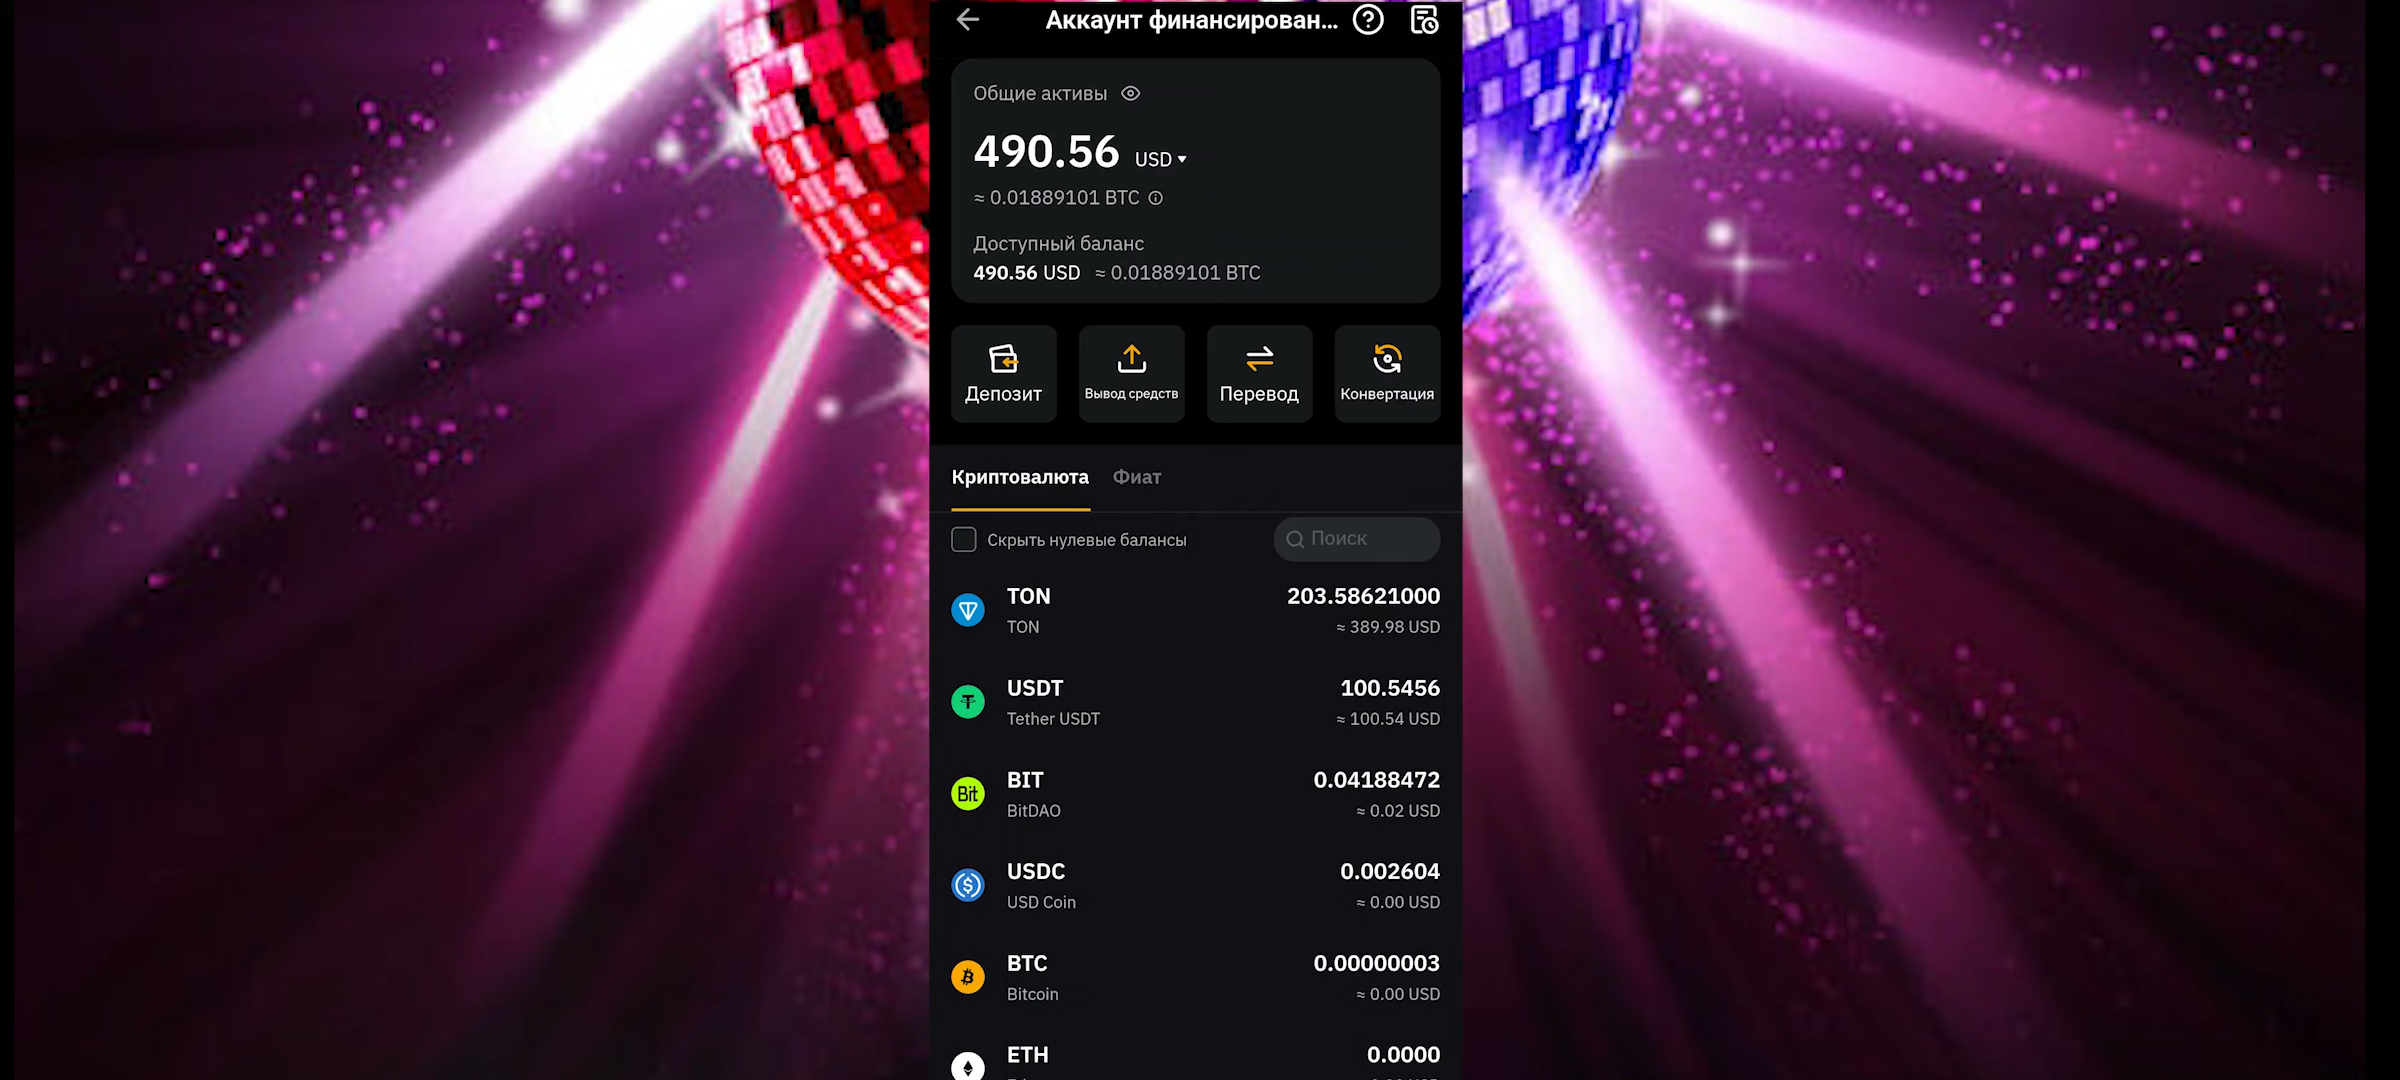 Аккаунт финансирован...
Общие активы
490.56 USD
≈ 0.01889101 BTC
Доступный баланс
490.56 USD ≈ 0.01889101 BTC
Депозит
Вывод средств
Перевод
Конвертация
Криптовалюта Фиат
Скрыть нулевые балансы
Поиск
TON 203.58621000
TON ≈ 389.98 USD
USDT 100.5456
Tether USDT ≈ 100.54 USD
Bit
BIT 0.04188472
BitDAO ≈ 0.02 USD
USDC 0.002604
USD Coin ≈ 0.00 USD
BTC 0.00000003
Bitcoin ≈ 0.00 USD
ETH 0.0000